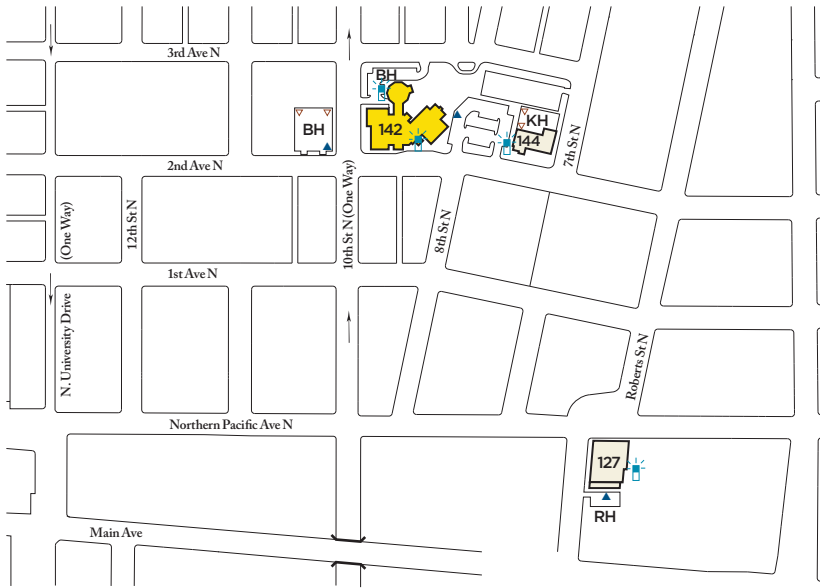 3rd Ave N
BH
BH
142
KH
144
2nd Ave N
7th St N
12th St N
(One Way)
10th St N (One Way)
8th St N
1st Ave N
N. University Drive
Roberts St N
Northern Pacific Ave N
127
RH
Main Ave